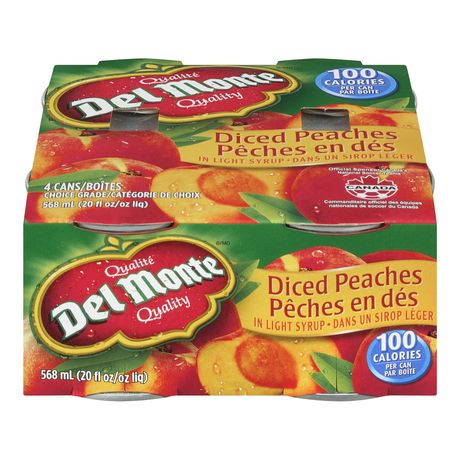 Qualité
Del Monte
Quality
100
CALORIES
PER CAN
PAR BOÎTE
Diced Peaches
Pêches en dés
IN LIGHT SYRUP • DANS UN SIROP LÉGER
4 CANS/BOÎTES
CHOICE GRADE/CATÉGORIE DE CHOIX
568 mL (20 fl oz/oz liq)
Official
National
CANADA
Commanditaire officiel des équipes
nationales de soccer du Canada
®/MD
Qualité
Del Monte
Quality
Diced Peaches
Pêches en dés
IN LIGHT SYRUP • DANS UN SIROP LÉGER
100
CALORIES
PER CAN
PAR BOÎTE
568 mL (20 fl oz/oz liq)